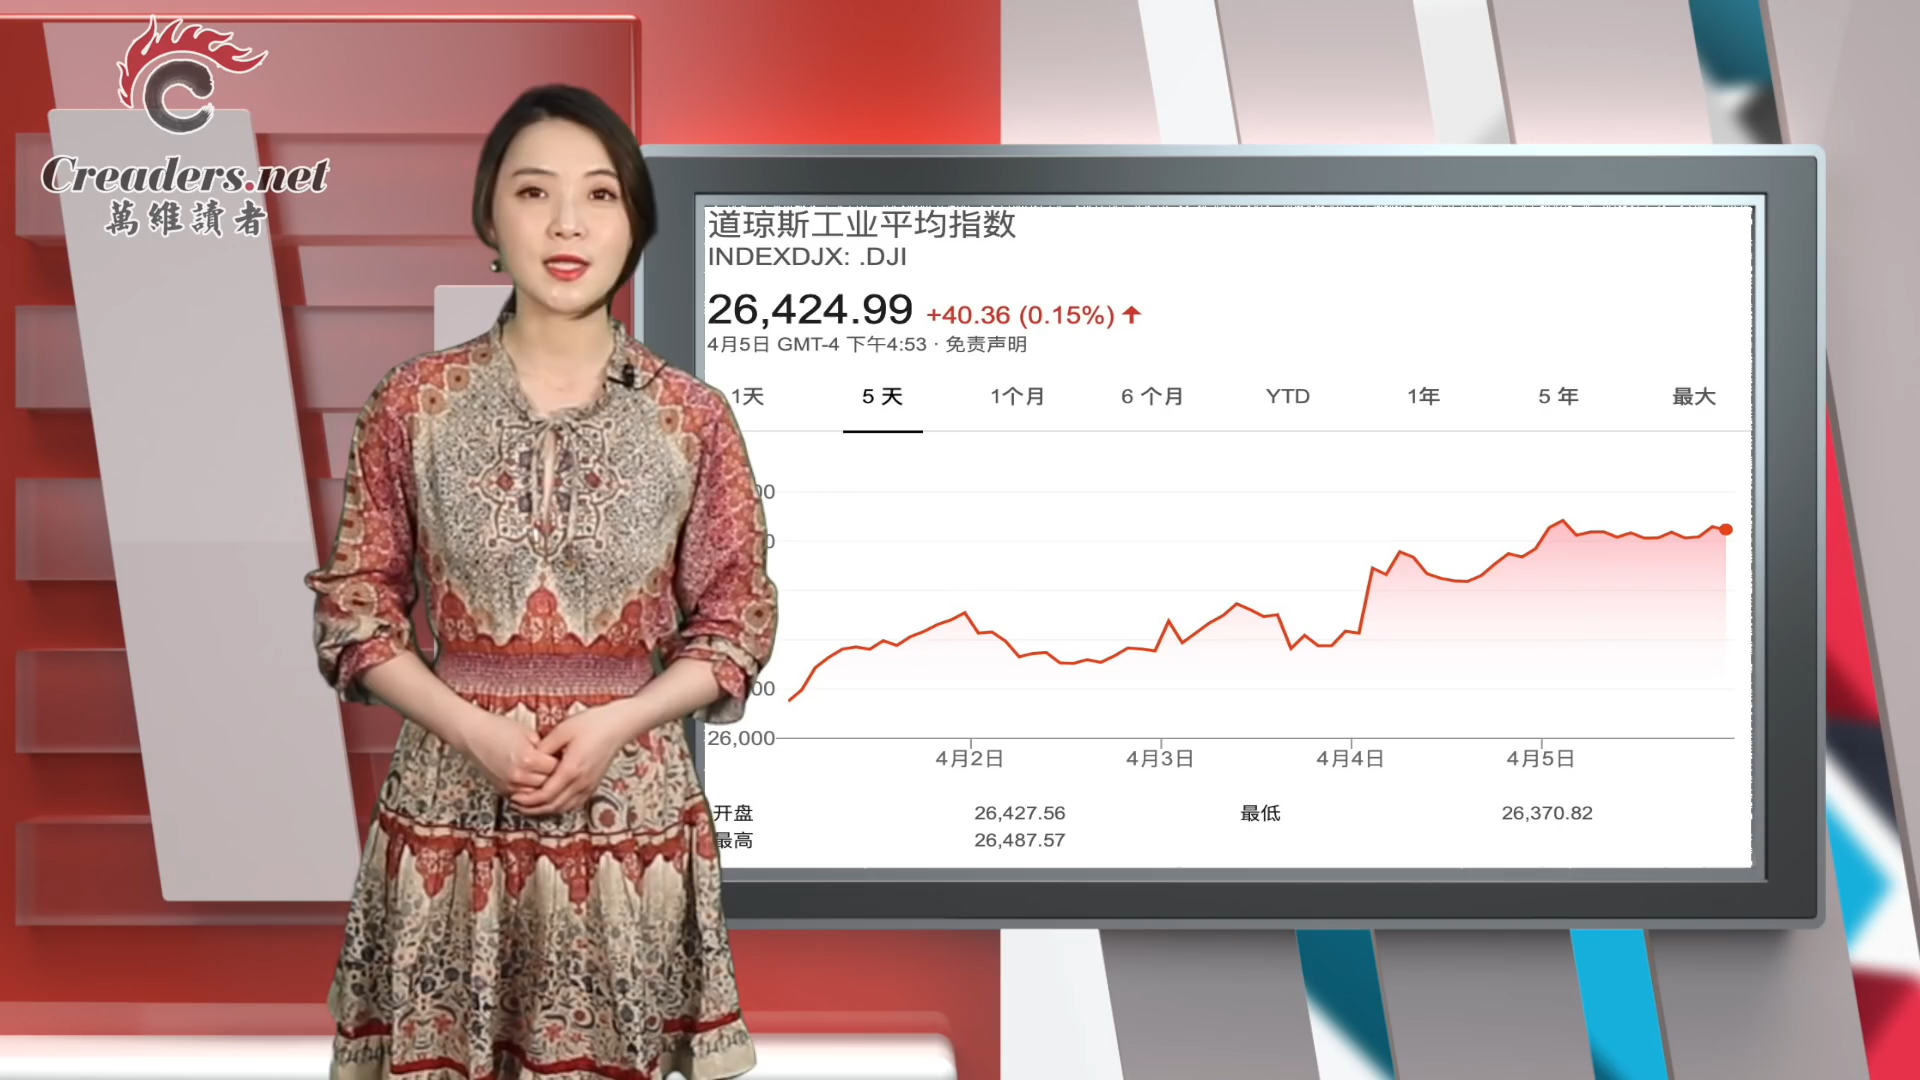 Creaders.net
萬維讀者
道琼斯工业平均指数
INDEXDJX: .DJI
26,424.99 +40.36 (0.15%)
4月5日 GMT-4 下午4:53 · 免责声明
1天 5 天 1个月 6 个月 YTD 1年 5 年 最大
26,000
4月2日 4月3日 4月4日 4月5日
开盘 26,427.56 最低 26,370.82
最高 26,487.57